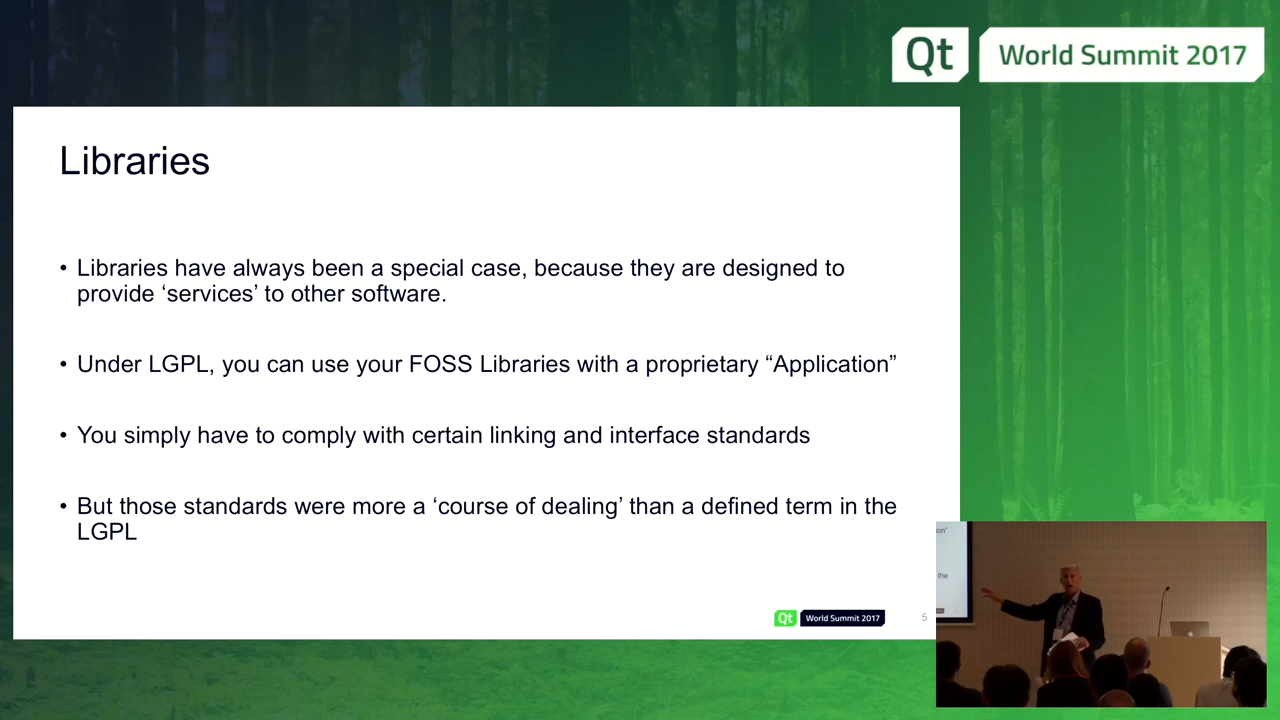 Qt World Summit 2017
Libraries
• Libraries have always been a special case, because they are designed to
provide ‘services’ to other software.
• Under LGPL, you can use your FOSS Libraries with a proprietary “Application”
• You simply have to comply with certain linking and interface standards
• But those standards were more a ‘course of dealing’ than a defined term in the
LGPL
Qt World Summit 2017
5
on”
the